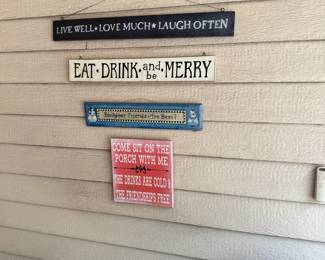 LIVE WELL★LOVE MUCH★LAUGH OFTEN
EAT·DRINK and be MERRY
Friends
COME SIT ON THE
PORCH WITH ME
THE DRINKS ARE COLD &
THE FRIENDSHIPS FREE